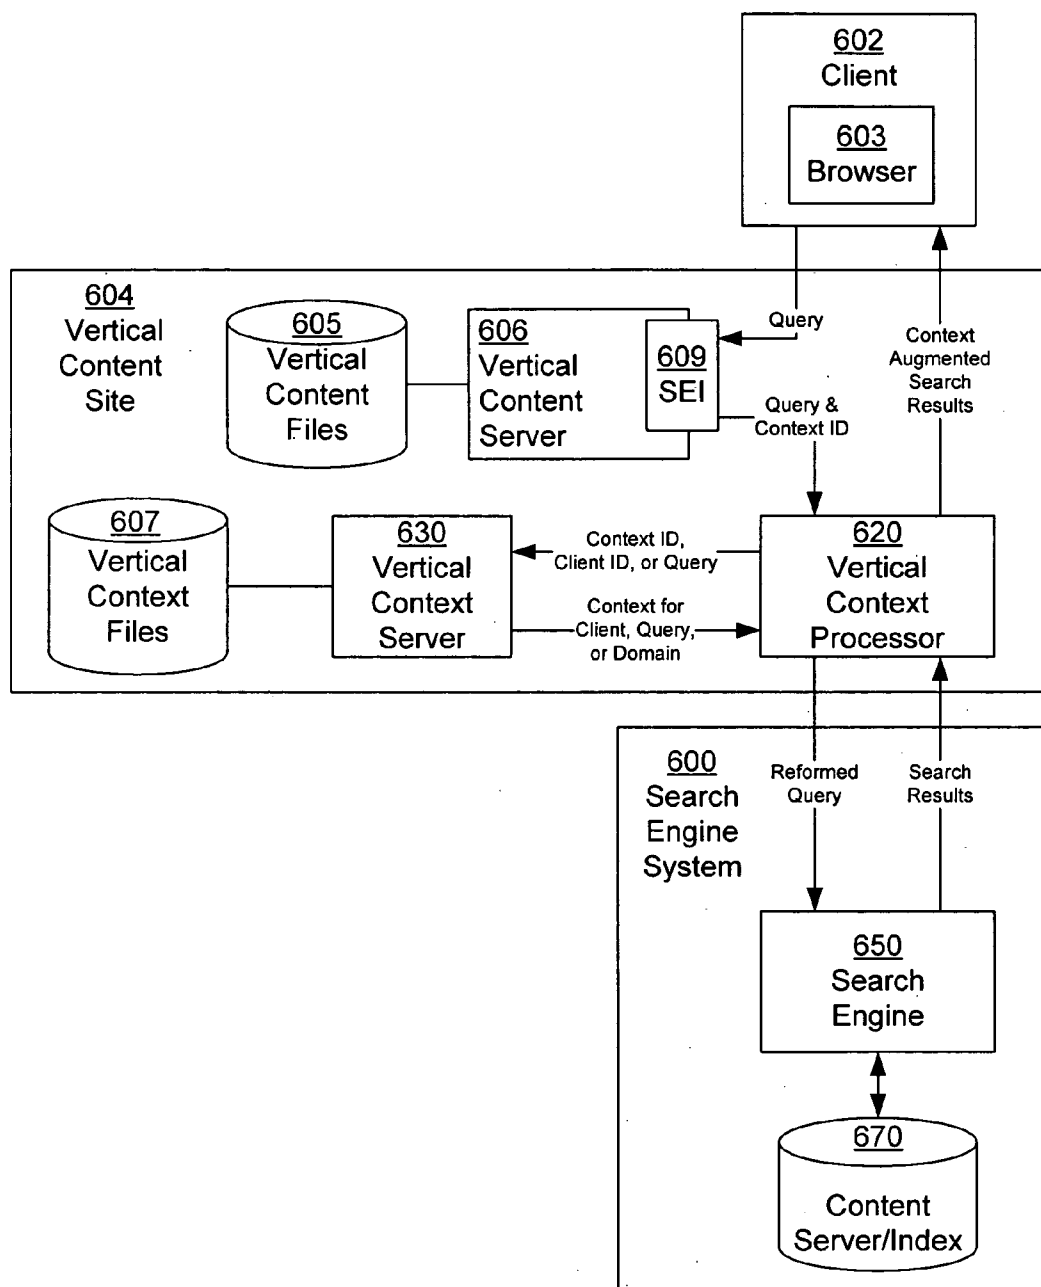 602
Client
603
Browser
604
Vertical
Content
Site
605
Vertical
Content
Files
606
Vertical
Content
Server
609
SEI
Query
Query &
Context ID
Context
Augmented
Search
Results
607
Vertical
Context
Files
630
Vertical
Context
Server
Context ID,
Client ID, or Query
Context for
Client, Query,
or Domain
620
Vertical
Context
Processor
600
Search
Engine
System
Reformed
Query
Search
Results
650
Search
Engine
670
Content
Server/Index